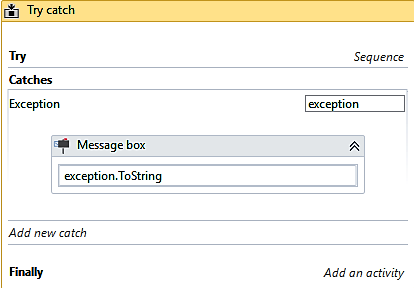 Try catch
Try Sequence
Catches
Exception exception
Message box
exception.ToString
Add new catch
Finally Add an activity